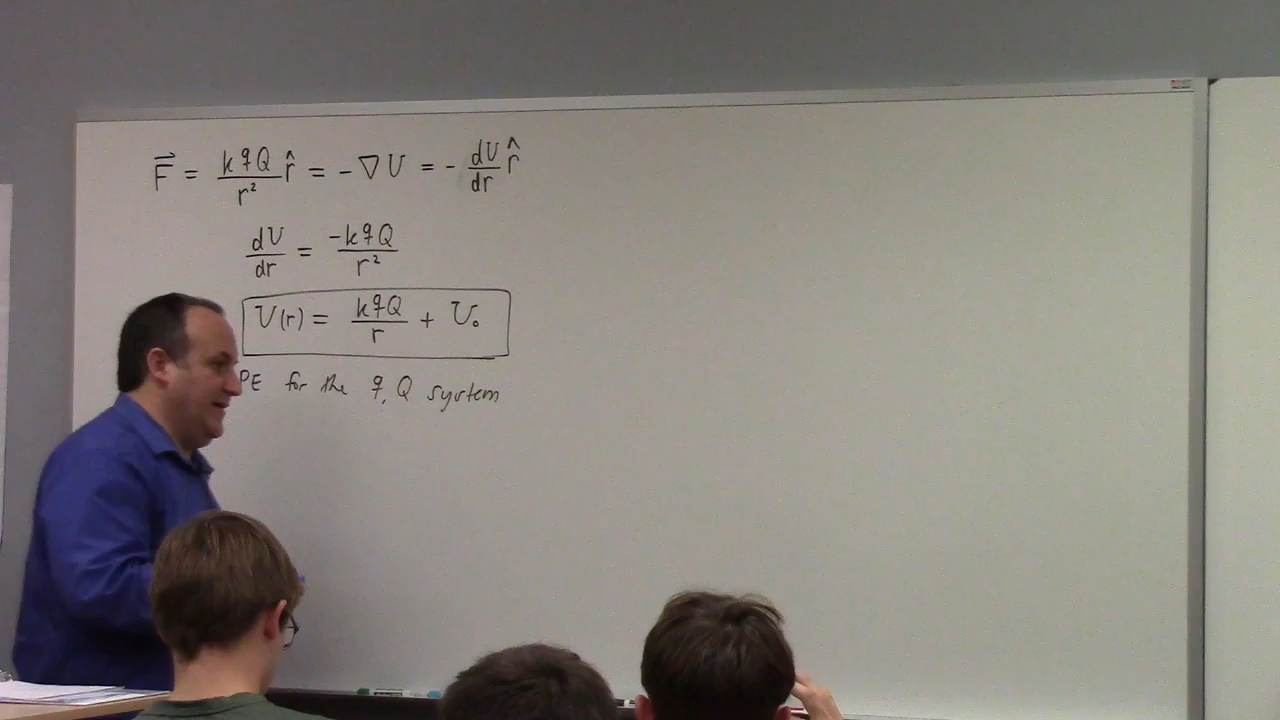 F⃗ = kqQ/r² r̂ = -∇U = - dU/dr r̂
dU/dr = -kqQ/r²
U(r) = kqQ/r + U₀
PE for the q, Q system